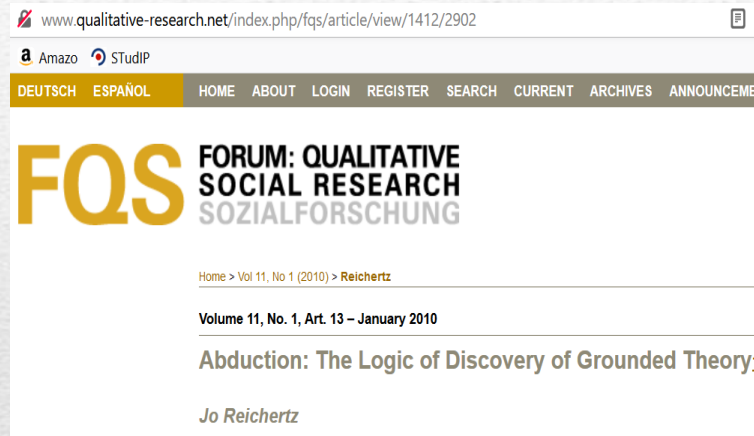 www.qualitative-research.net/index.php/fqs/article/view/1412/2902
a Amazo STudIP
DEUTSCH ESPAÑOL HOME ABOUT LOGIN REGISTER SEARCH CURRENT ARCHIVES ANNOUNCEME
FQS
FORUM: QUALITATIVE
SOCIAL RESEARCH
SOZIALFORSCHUNG
Home > Vol 11, No 1 (2010) > Reichertz
Volume 11, No. 1, Art. 13 – January 2010
Abduction: The Logic of Discovery of Grounded Theory
Jo Reichertz